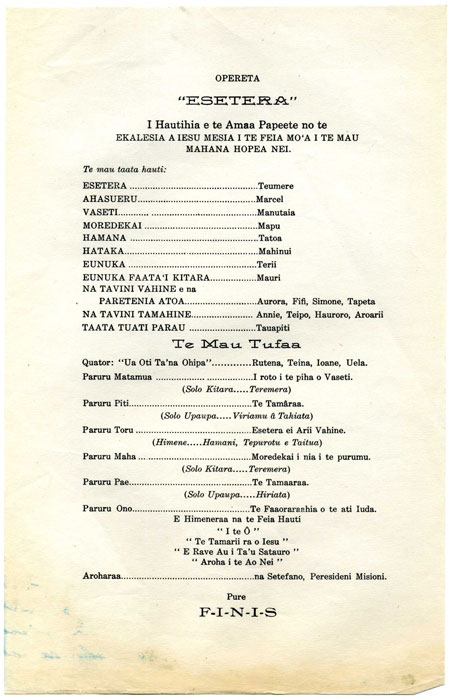 OPERETA
"ESETERA"
I Hautihia e te Amaa Papeete no te
EKALESIA A IESU MESIA I TE FEIA MO'A I TE MAU
MAHANA HOPEA NEI.
Te mau taata hauti:
ESETERA ..............................Teumere
AHASUERU..............................Marcel
VASETI..............................Manutaia
MOREDEKAI ..............................Mapu
HAMANA ..............................Tatoa
HATAKA..............................Mahinui
EUNUKA ..............................Terii
EUNUKA FAATA'I KITARA..............Mauri
NA TAVINI VAHINE e na
PARETENIA ATOA....................Aurora, Fifi, Simone, Tapeta
NA TAVINI TAMAHINE................ Annie, Teipo, Hauroro, Aroarii
TAATA TUATI PARAU ................ Tauapiti
Te Mau Tufaa
Quator: "Ua Oti Ta'na Ohipa"............Rutena, Teina, Ioane, Uela.
Paruru Matamua ........................I roto i te piha o Vaseti.
(Solo Kitara.....Teremera)
Paruru Piti..............................Te Tamâraa.
(Solo Upaupa.....Viriamu â Tahiata)
Paruru Toru ..............................Esetera ei Arii Vahine.
(Himene.....Hamani, Tepurotu e Taitua)
Paruru Maha ..............................Moredekai i nia i te purumu.
(Solo Kitara.....Teremera)
Paruru Pae..............................Te Tamaaraa.
(Solo Upaupa.....Hiriata)
Paruru Ono..............................Te Faaoraraahia o te ati Iuda.
E Himeneraa na te Feia Hauti
"I te Ô"
"Te Tamarii ra o Iesu"
"E Rave Au i Ta'u Satauro"
"Aroha i te Ao Nei"
Aroharaa..............................na Setefano, Peresideni Misioni.
Pure
F-I-N-I-S